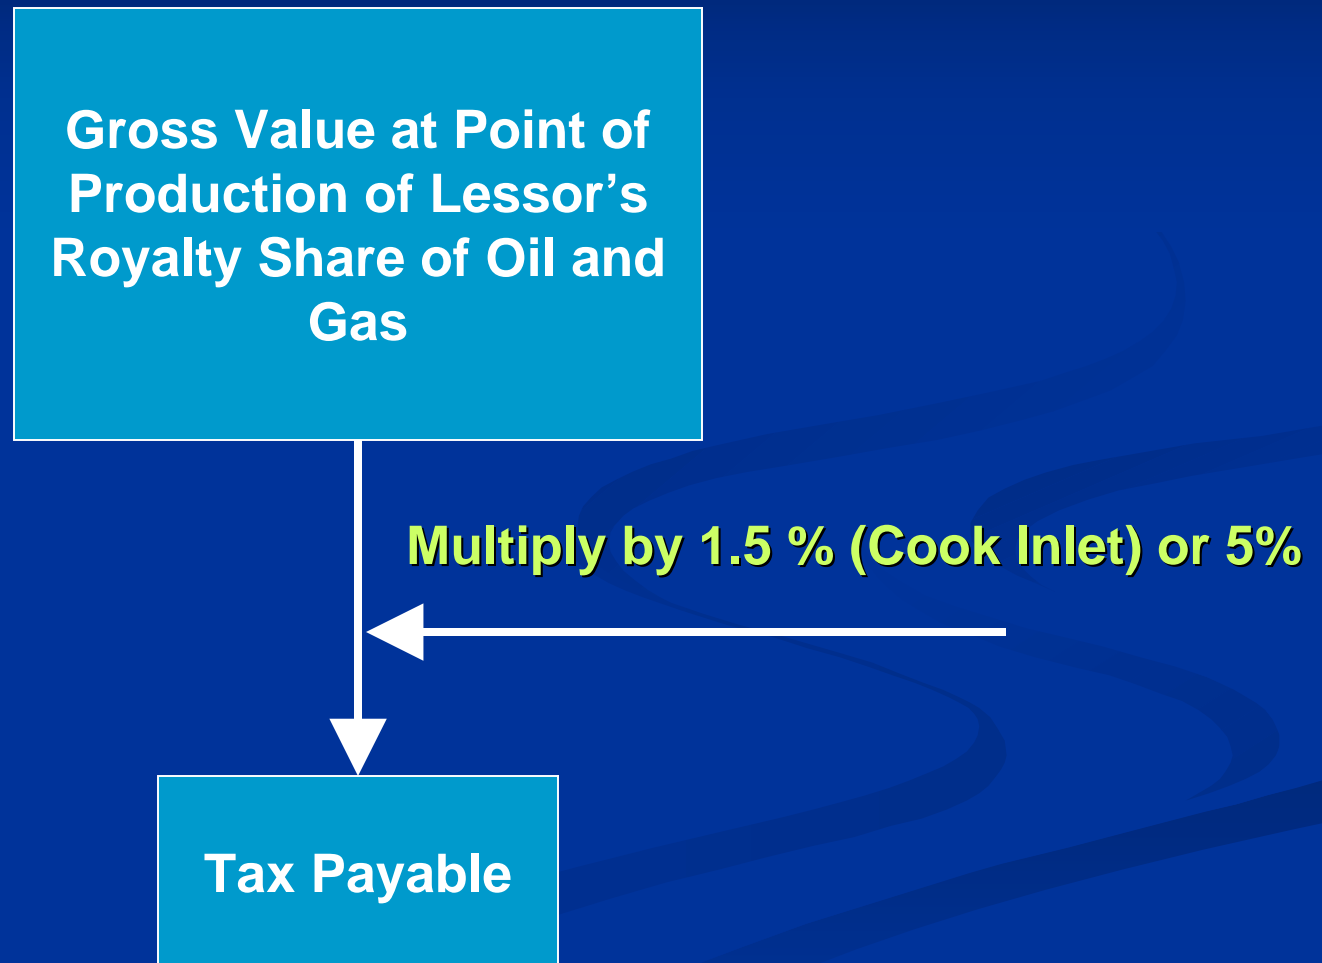 Gross Value at Point of
Production of Lessor’s
Royalty Share of Oil and
Gas
Multiply by 1.5 % (Cook Inlet) or 5%
Tax Payable